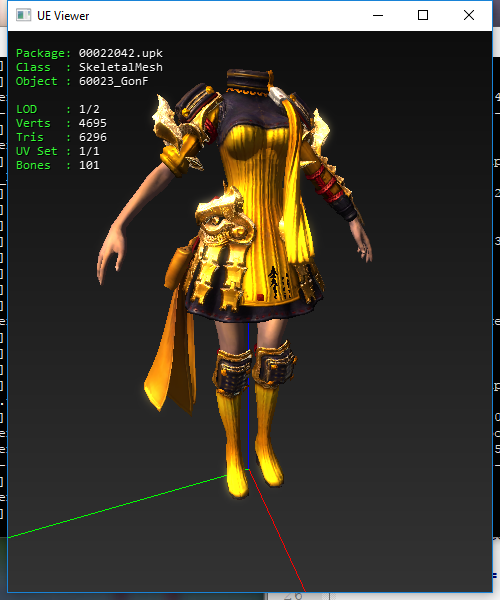 UE Viewer
Package: 00022042.upk
Class : SkeletalMesh
Object : 60023_GonF
LOD : 1/2
Verts : 4695
Tris : 6296
UV Set : 1/1
Bones : 101